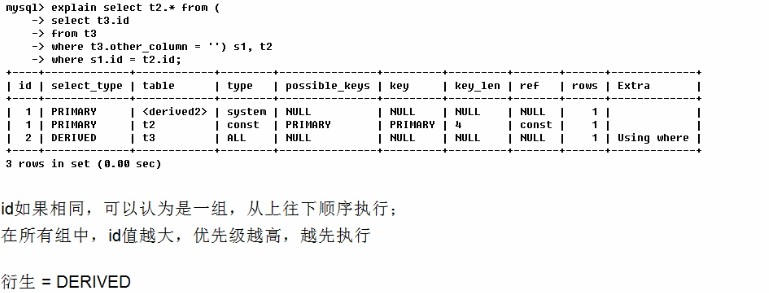 mysql> explain select t2.* from (
    -> select t3.id
    -> from t3
    -> where t3.other_column = '') s1, t2
    -> where s1.id = t2.id;
+----+-------------+------------+--------+---------------+---------+---------+-------+------+-------------+
| id | select_type | table      | type   | possible_keys | key     | key_len | ref   | rows | Extra       |
+----+-------------+------------+--------+---------------+---------+---------+-------+------+-------------+
|  1 | PRIMARY     | <derived2> | system | NULL          | NULL    | NULL    | NULL  |    1 |             |
|  1 | PRIMARY     | t2         | const  | PRIMARY       | PRIMARY | 4       | const |    1 |             |
|  2 | DERIVED     | t3         | ALL    | NULL          | NULL    | NULL    | NULL  |    1 | Using where |
+----+-------------+------------+--------+---------------+---------+---------+-------+------+-------------+
3 rows in set (0.00 sec)
id如果相同，可以认为是一组，从上往下顺序执行；
在所有组中，id值越大，优先级越高，越先执行
衍生 = DERIVED